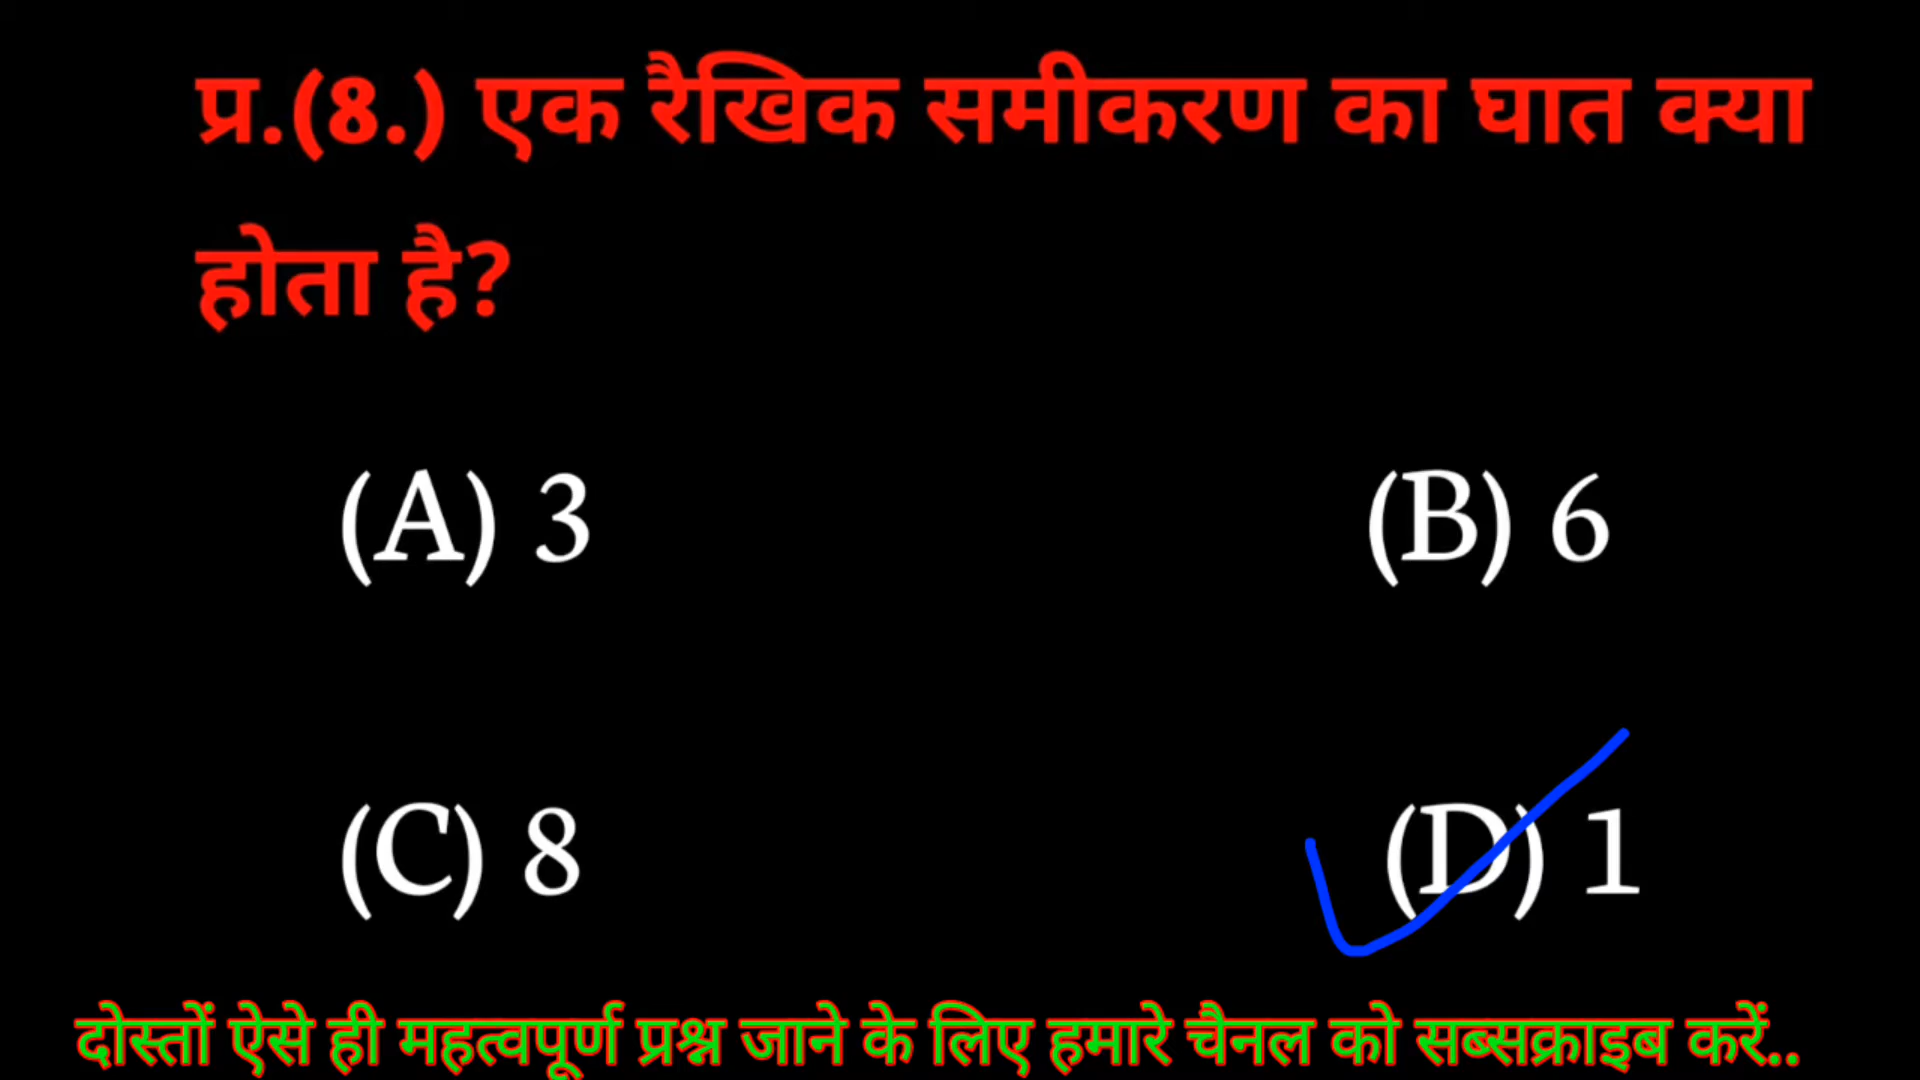 प्र.(8.) एक रैखिक समीकरण का घात क्या
होता है?
(A) 3 (B) 6
(C) 8 (D) 1
दोस्तों ऐसे ही महत्वपूर्ण प्रश्न जाने के लिए हमारे चैनल को सब्सक्राइब करें..